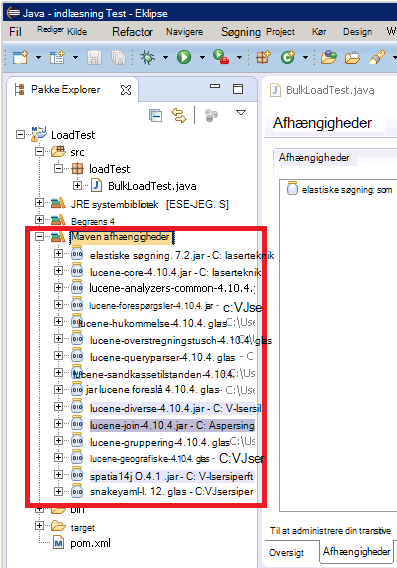 Java - indlæsning Test - Eklipse
Fil Rediger Kilde Refactor Navigere Søgning Project Kør Design W
Pakke Explorer
LoadTest
src
loadTest
BulkLoadTest.java
JRE systembibliotek [ESE-JEG. S]
Begræns 4
Maven afhængigheder
elastiske søgning. 7.2.jar - C: laserteknik
lucene-core-4.10.4.jar - C: laserteknik
lucene-analyzers-common-4.10.4.j
lucene-forespørgsler-4.10.4. jar - c:VJser
lucene-hukommelse-4.10.4. glas - C:\Use
lucene-overstregningstusch-4.10.4.\glas
lucene-queryparser-4.10.4. glas - C:\Us
lucene-sandkassetilstanden-4.10.4.
jar lucene foreslå 4.10.4. glas-C:\Us
lucene-diverse-4.10.4.jar - C: V-Isersil
lucene-join-4.10.4.jar - C: Aspersing
lucene-gruppering-4.10.4. glas - C:\Us
lucene-geografiske-4.10.4. glas - C:VJser
spatia14j O.4.1 .jar - C: V-Isersiperft
snakeyaml-l. 12. glas - C:VJsersiper
bin
target
pom.xml
BulkLoadTest.java
Afhængigheder
Afhængigheder
elastiske søgning: som
Til at administrere din transtive
Oversigt Afhængigheder